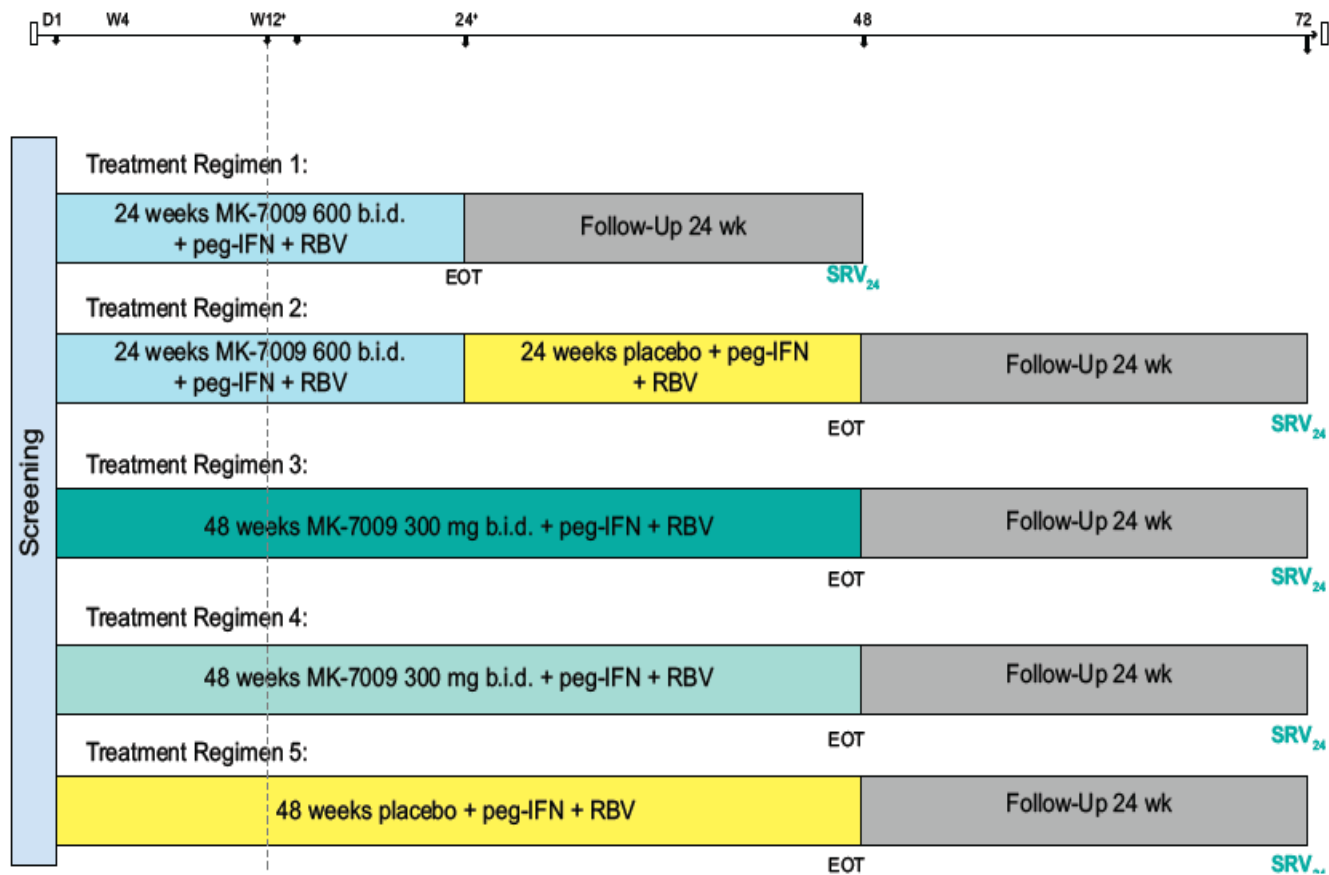 D1 W4 W12* 24* 48 72
Screening
Treatment Regimen 1:
24 weeks MK-7009 600 b.i.d.
+ peg-IFN + RBV
Follow-Up 24 wk
EOT
SRV24
Treatment Regimen 2:
24 weeks MK-7009 600 b.i.d.
+ peg-IFN + RBV
24 weeks placebo + peg-IFN
+ RBV
Follow-Up 24 wk
EOT
SRV24
Treatment Regimen 3:
48 weeks MK-7009 300 mg b.i.d. + peg-IFN + RBV
Follow-Up 24 wk
EOT
SRV24
Treatment Regimen 4:
48 weeks MK-7009 300 mg b.i.d. + peg-IFN + RBV
Follow-Up 24 wk
EOT
SRV24
Treatment Regimen 5:
48 weeks placebo + peg-IFN + RBV
Follow-Up 24 wk
EOT
SRV24